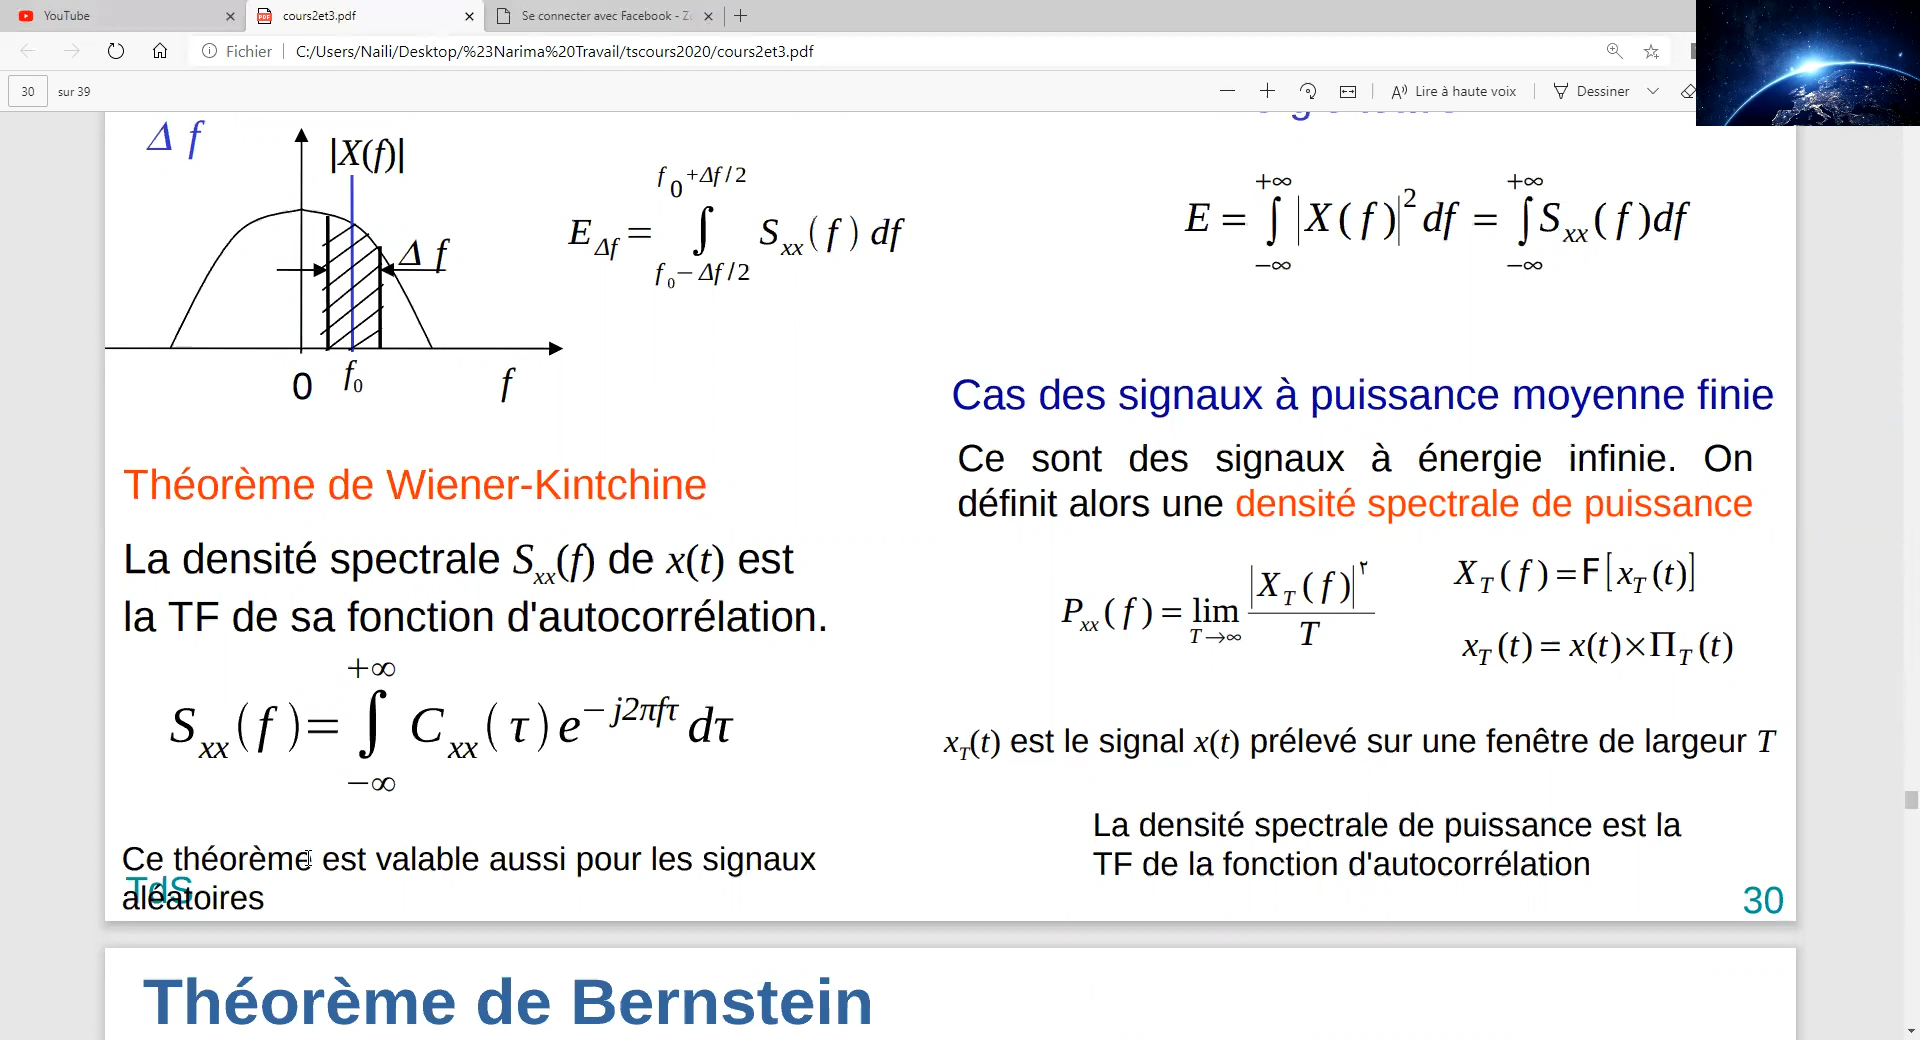 YouTube
cours2et3.pdf
Se connecter avec Facebook - Zo
Fichier
C:/Users/Naili/Desktop/%23Narima%20Travail/tscours2020/cours2et3.pdf
30
sur 39
Lire à haute voix
Dessiner
Δ f
|X(f)|
Δ f
0
f₀
f
E_Δf = ∫_{f₀−Δf/2}^{f₀+Δf/2} S_xx(f) df
Théorème de Wiener-Kintchine
La densité spectrale S_xx(f) de x(t) est
la TF de sa fonction d'autocorrélation.
S_xx(f)= ∫_{−∞}^{+∞} C_xx(τ)e^{−j2πfτ} dτ
Ce théorème est valable aussi pour les signaux
aléatoires
TdS
E = ∫_{−∞}^{+∞} |X(f)|² df = ∫_{−∞}^{+∞} S_xx(f)df
Cas des signaux à puissance moyenne finie
Ce sont des signaux à énergie infinie. On
définit alors une densité spectrale de puissance
P_xx(f) = lim_{T→∞} |X_T(f)|^٢ / T
X_T(f)=F[x_T(t)]
x_T(t) = x(t)×Π_T(t)
x_T(t) est le signal x(t) prélevé sur une fenêtre de largeur T
La densité spectrale de puissance est la
TF de la fonction d'autocorrélation
30
Théorème de Bernstein